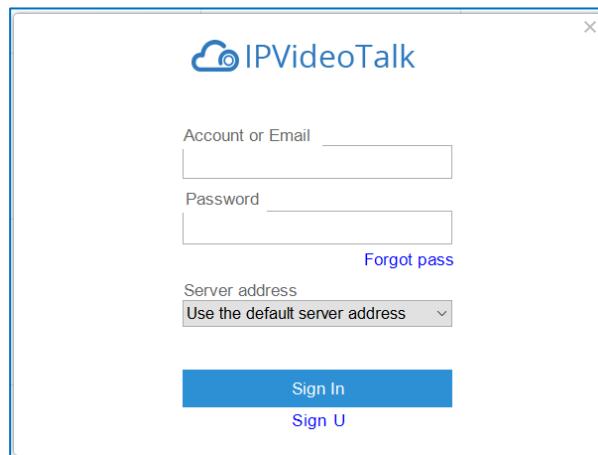 IPVideoTalk
Account or Email
Password
Forgot pass
Server address
Use the default server address
Sign In
Sign U